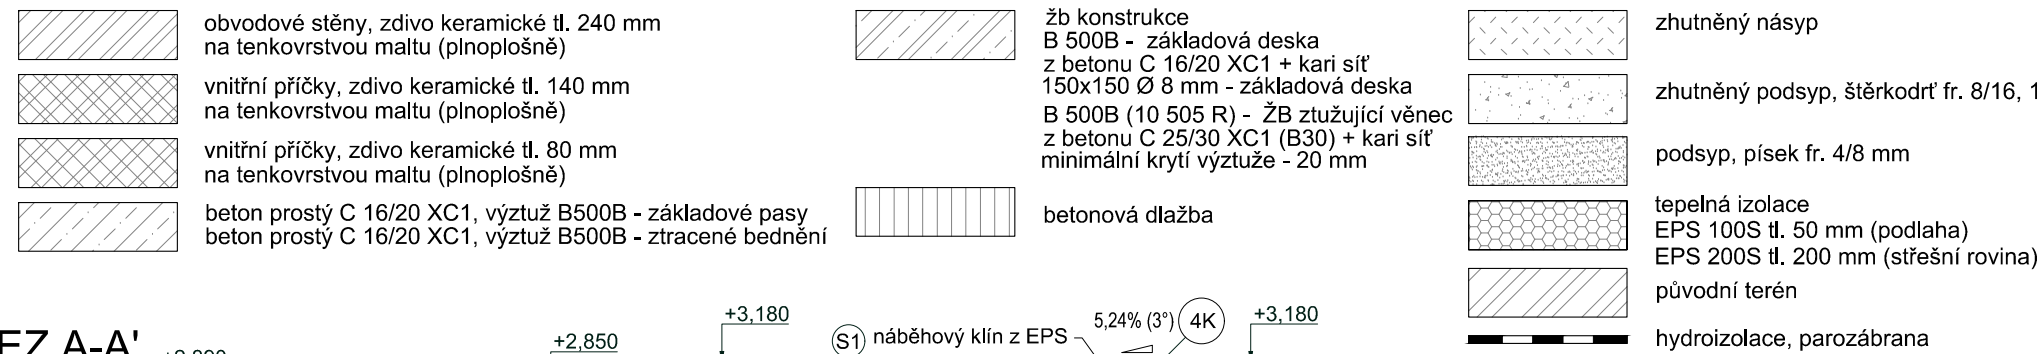 obvodové stěny, zdivo keramické tl. 240 mm
na tenkovrstvou maltu (plnoplošně)
vnitřní příčky, zdivo keramické tl. 140 mm
na tenkovrstvou maltu (plnoplošně)
vnitřní příčky, zdivo keramické tl. 80 mm
na tenkovrstvou maltu (plnoplošně)
beton prostý C 16/20 XC1, výztuž B500B - základové pasy
beton prostý C 16/20 XC1, výztuž B500B - ztracené bednění
žb konstrukce
B 500B - základová deska
z betonu C 16/20 XC1 + kari síť
150x150 Ø 8 mm - základová deska
B 500B (10 505 R) - ŽB ztužující věnec
z betonu C 25/30 XC1 (B30) + kari síť
minimální krytí výztuže - 20 mm
betonová dlažba
zhutněný násyp
zhutněný podsyp, štěrkodrť fr. 8/16, 1
podsyp, písek fr. 4/8 mm
tepelná izolace
EPS 100S tl. 50 mm (podlaha)
EPS 200S tl. 200 mm (střešní rovina)
původní terén
hydroizolace, parozábrana
EZ A-A'
+2,850
+3,180
S1 náběhový klín z EPS
5,24% (3°) 4K
+3,180